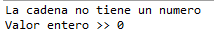 La cadena no tiene un numero
Valor entero >> 0